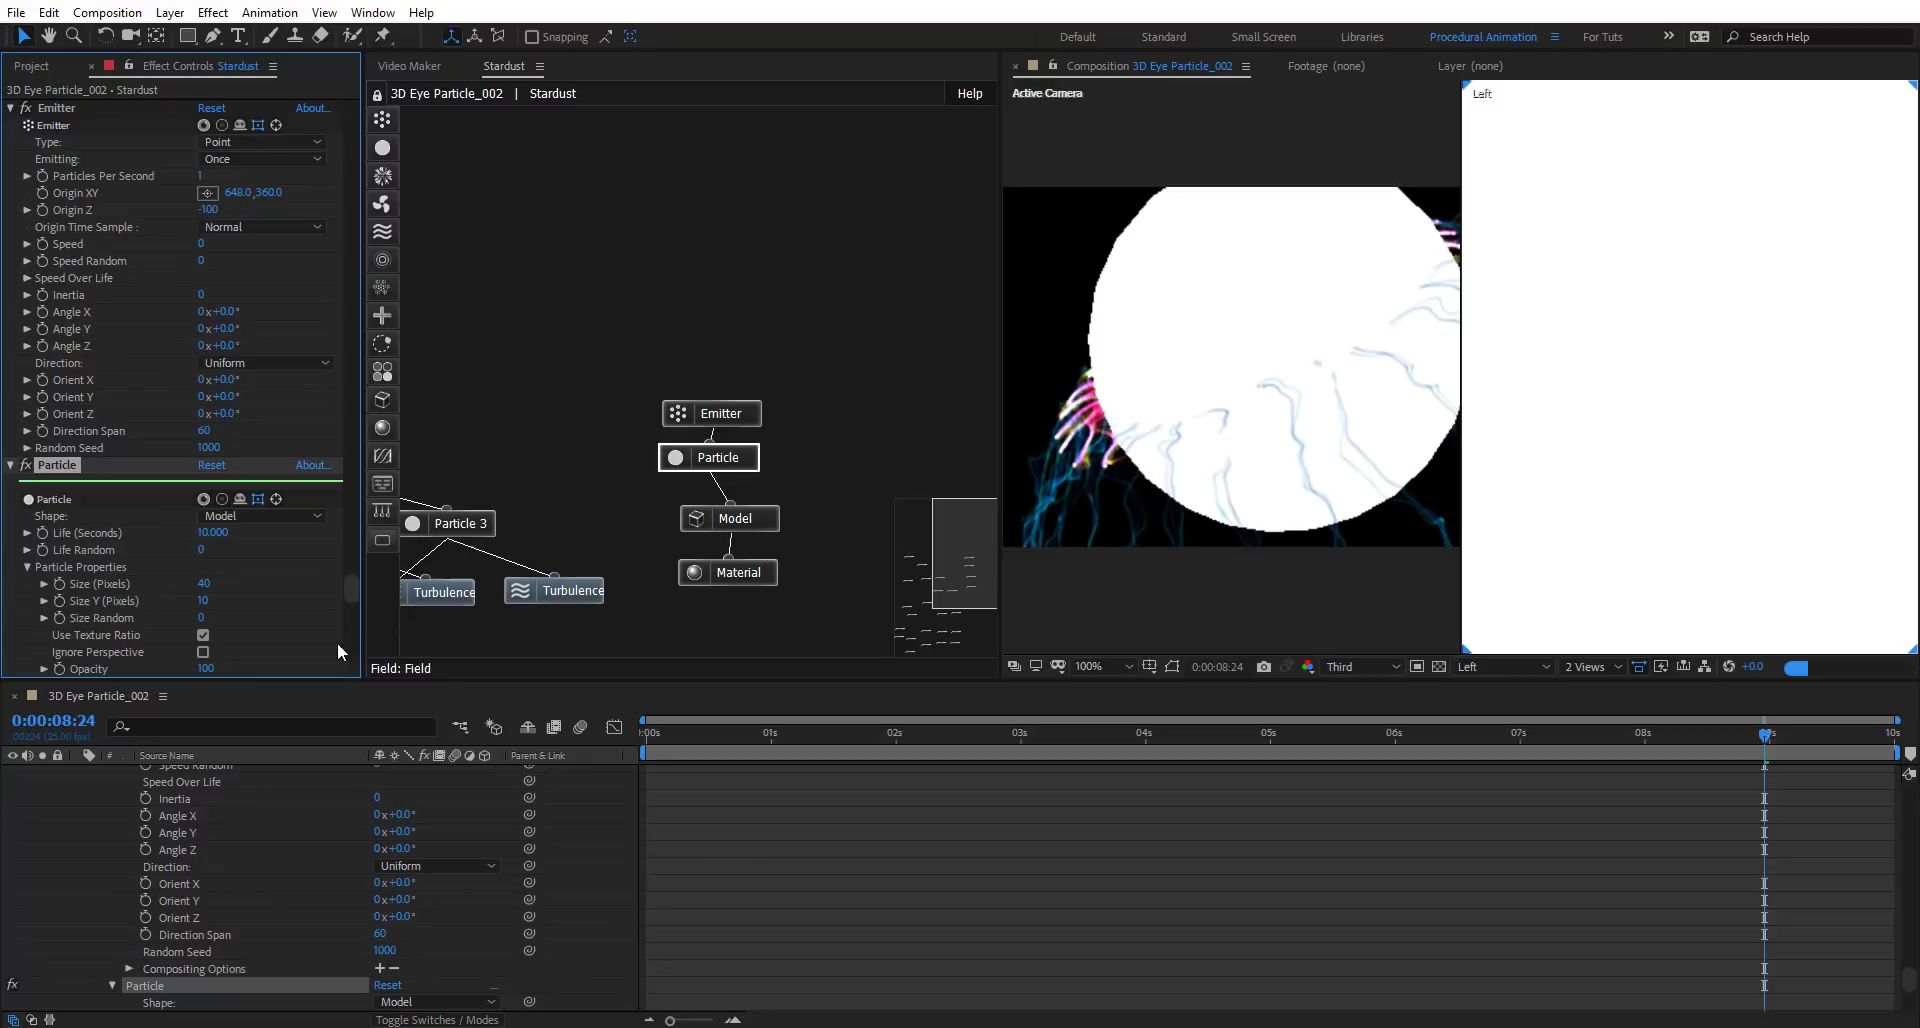 File Edit Composition Layer Effect Animation View Window Help
Snapping
Default Standard Small Screen Libraries Procedural Animation For Tuts Search Help
Project Effect Controls Stardust
3D Eye Particle_002 • Stardust
Emitter Reset About...
Emitter
Type: Point
Emitting: Once
Particles Per Second 1
Origin XY 648.0,360.0
Origin Z -100
Origin Time Sample : Normal
Speed 0
Speed Random 0
Speed Over Life
Inertia 0
Angle X 0x+0.0°
Angle Y 0x+0.0°
Angle Z 0x+0.0°
Direction: Uniform
Orient X 0x+0.0°
Orient Y 0x+0.0°
Orient Z 0x+0.0°
Direction Span 60
Random Seed 1000
Particle Reset About...
Particle
Shape: Model
Life (Seconds) 10.000
Life Random 0
Particle Properties
Size (Pixels) 40
Size Y (Pixels) 10
Size Random 0
Use Texture Ratio
Ignore Perspective
Opacity 100
Video Maker Stardust
3D Eye Particle_002 | Stardust Help
Emitter
Particle
Particle 3
Model
Material
Turbulence
Turbulence
Field: Field
Composition 3D Eye Particle_002 Footage (none) Layer (none)
Active Camera
Left
100% 0:00:08:24 Third Left 2 Views +0.0
3D Eye Particle_002
0:00:08:24
00224 (25.00 fps)
# Source Name Parent & Link
:00s 01s 02s 03s 04s 05s 06s 07s 08s 10s
Speed Random
Speed Over Life
Inertia 0
Angle X 0x+0.0°
Angle Y 0x+0.0°
Angle Z 0x+0.0°
Direction: Uniform
Orient X 0x+0.0°
Orient Y 0x+0.0°
Orient Z 0x+0.0°
Direction Span 60
Random Seed 1000
Compositing Options
Particle Reset
Shape: Model
Toggle Switches / Modes